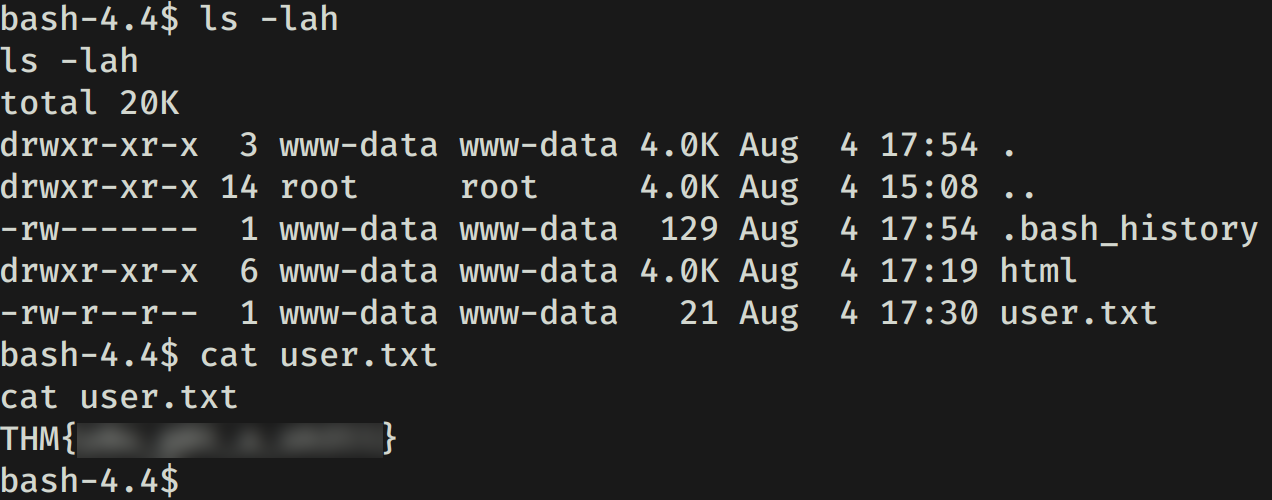 bash-4.4$ ls -lah
ls -lah
total 20K
drwxr-xr-x  3 www-data www-data 4.0K Aug  4 17:54 .
drwxr-xr-x 14 root     root     4.0K Aug  4 15:08 ..
-rw-------  1 www-data www-data  129 Aug  4 17:54 .bash_history
drwxr-xr-x  6 www-data www-data 4.0K Aug  4 17:19 html
-rw-r--r--  1 www-data www-data   21 Aug  4 17:30 user.txt
bash-4.4$ cat user.txt
cat user.txt
THM{}
bash-4.4$